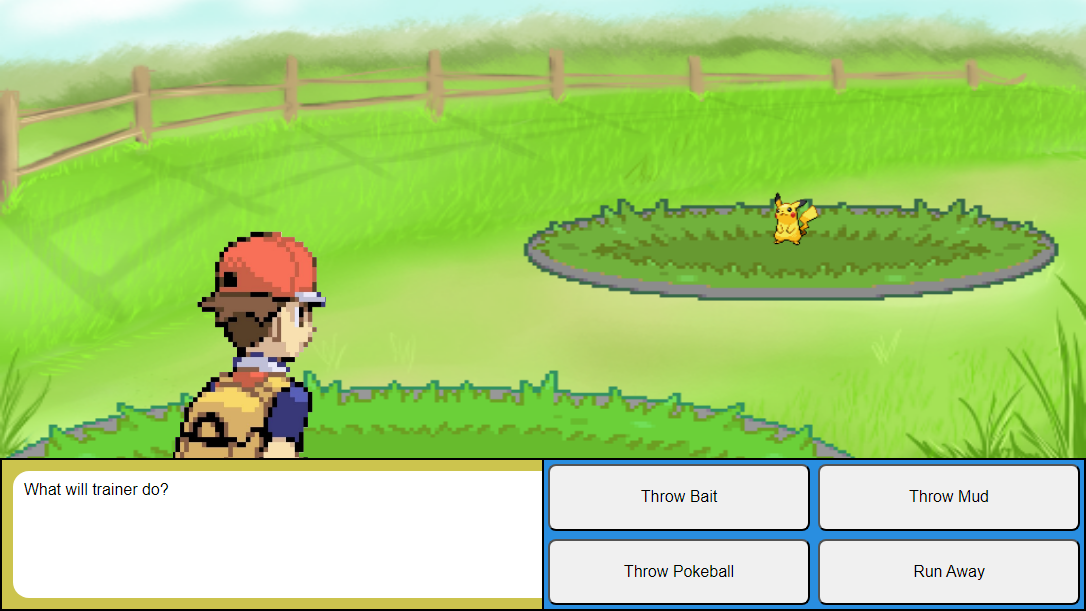 What will trainer do?
Throw Bait
Throw Mud
Throw Pokeball
Run Away